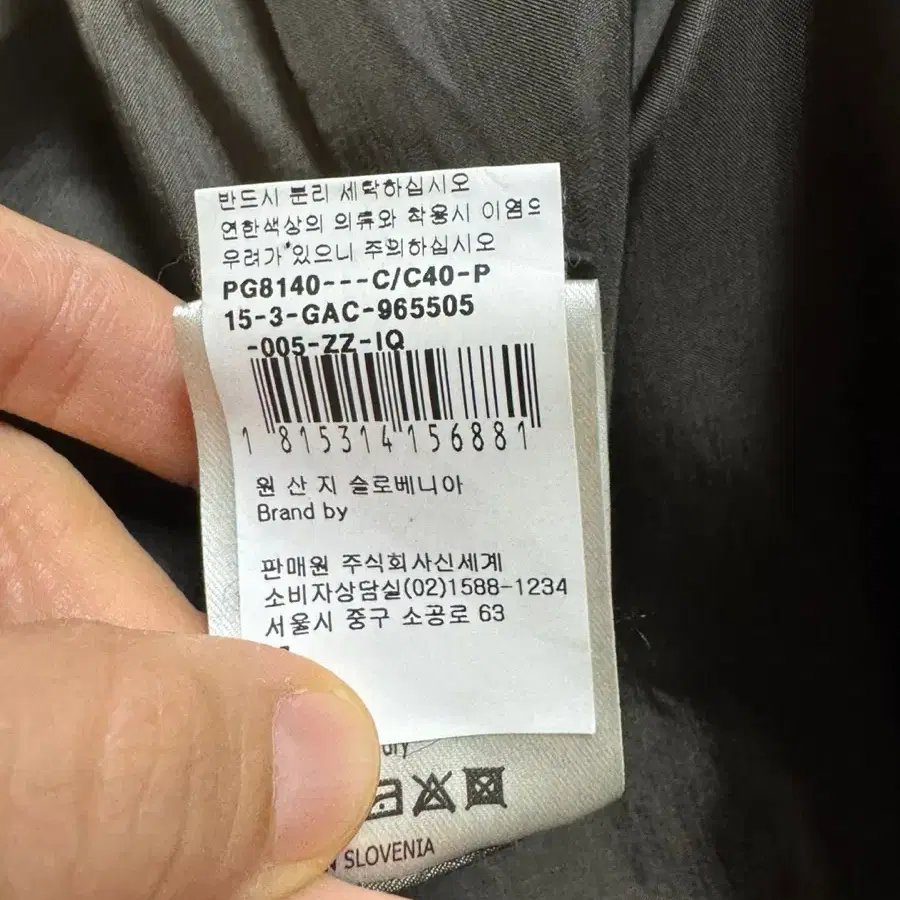 반드시 분리 세탁하십시오
연한색상의 의류와 착용시 이염으
우려가 있으니 주의하십시오
PG8140---C/C40-P
15-3-GAC-965505
-005-ZZ-IQ
1 815314 156881
원 산 지 슬로베니아
Brand by
판매원 주식회사신세계
소비자상담실(02)1588-1234
서울시 중구 소공로 63
SLOVENIA